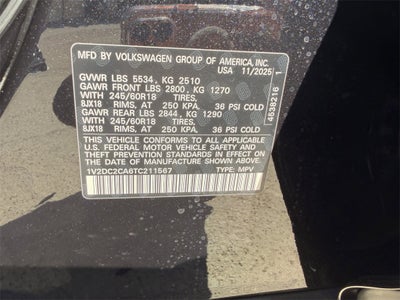 MFD. BY VOLKSWAGEN GROUP OF AMERICA, INC.
USA 11/2025
GVWR LBS 5534, KG 2510
GAWR FRONT LBS 2800, KG 1270
WITH 245/60R18 TIRES,
8JX18 RIMS, AT 250 KPA. 36 PSI COLD
GAWR REAR LBS 2844, KG 1290
WITH 245/60R18 TIRES,
8JX18 RIMS, AT 250 KPA. 36 PSI COLD
THIS VEHICLE CONFORMS TO ALL APPLICABLE
U.S. FEDERAL MOTOR VEHICLE SAFETY AND
THEFT PREVENTION STANDARDS IN EFFECT
ON THE DATE OF MANUFACTURE SHOWN ABOVE.
1V2DC2CA6TC211567 TYPE: MPV
4538216 1